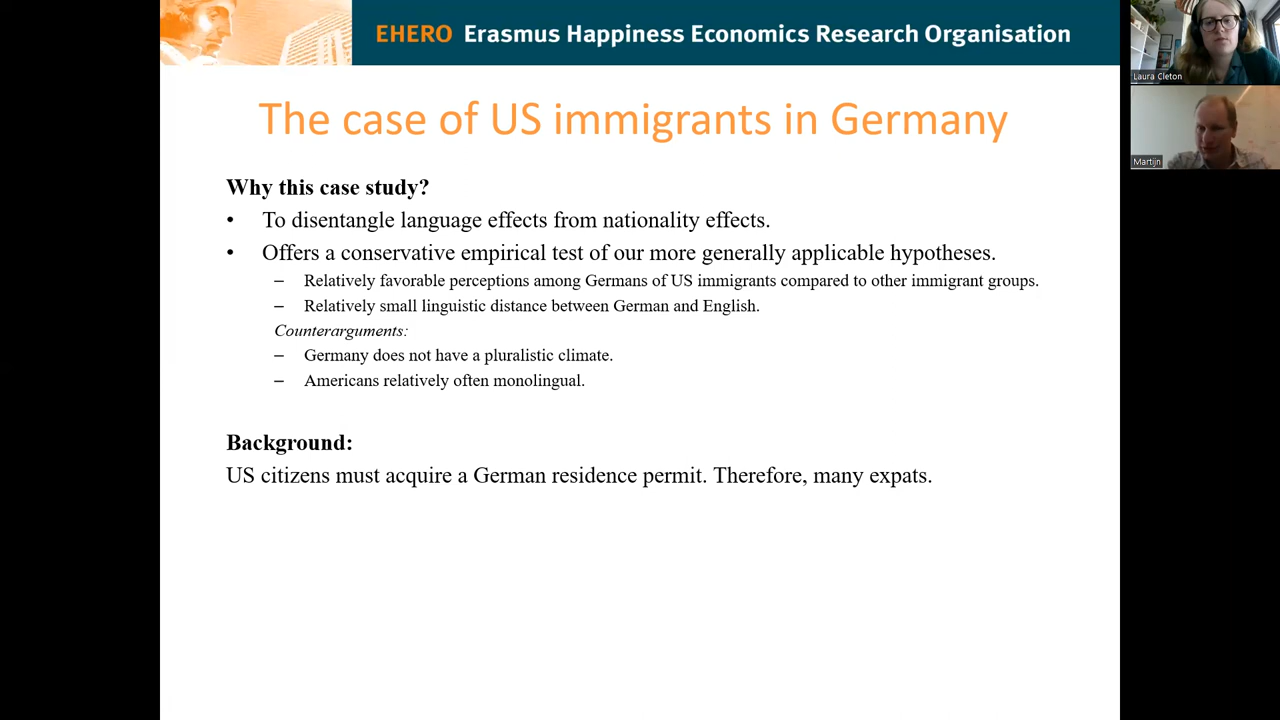 EHERO Erasmus Happiness Economics Research Organisation
The case of US immigrants in Germany
Why this case study?
• To disentangle language effects from nationality effects.
• Offers a conservative empirical test of our more generally applicable hypotheses.
– Relatively favorable perceptions among Germans of US immigrants compared to other immigrant groups.
– Relatively small linguistic distance between German and English.
Counterarguments:
– Germany does not have a pluralistic climate.
– Americans relatively often monolingual.
Background:
US citizens must acquire a German residence permit. Therefore, many expats.
Laura Cleton
Martijn